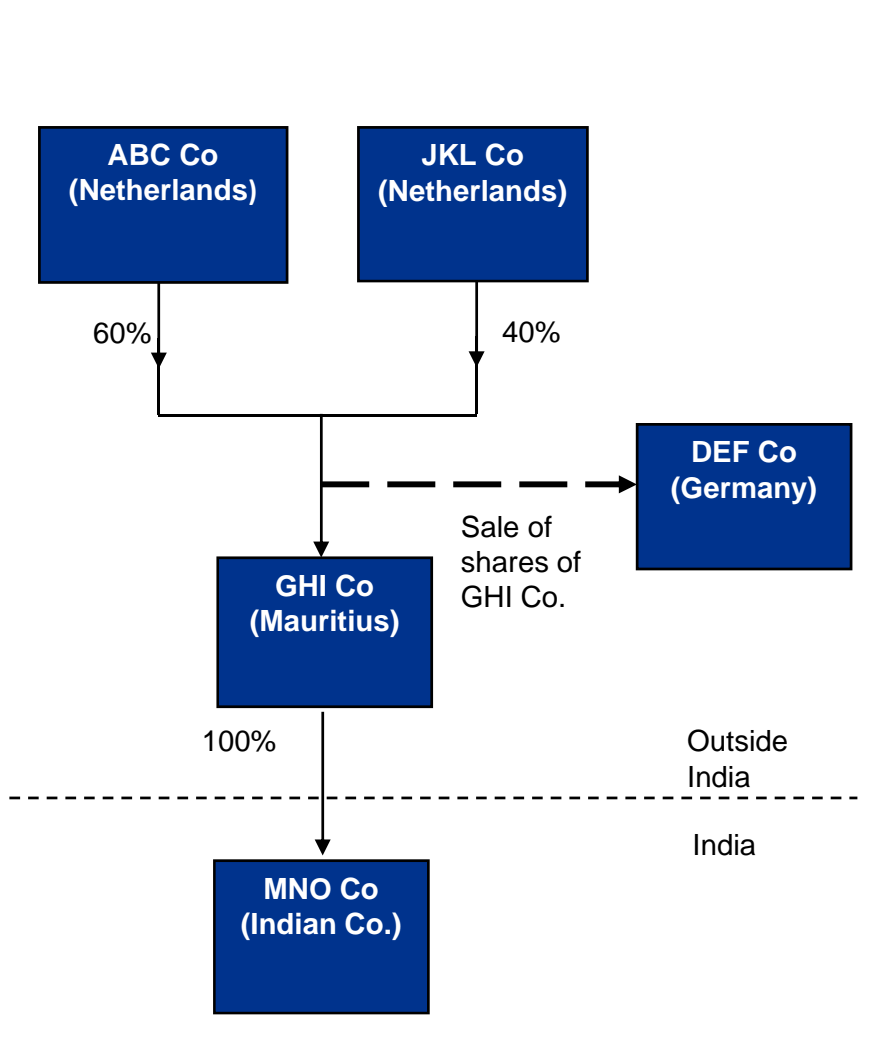 ABC Co
(Netherlands)
JKL Co
(Netherlands)
60%
40%
DEF Co
(Germany)
Sale of
shares of
GHI Co.
GHI Co
(Mauritius)
100%
Outside
India
India
MNO Co
(Indian Co.)